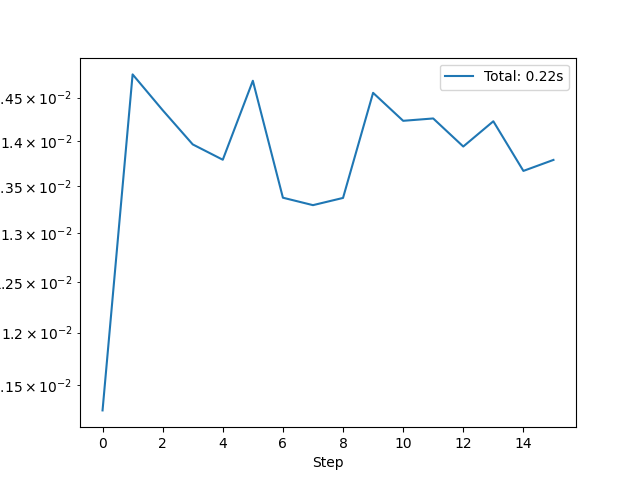 Total: 0.22s
.45 × 10⁻²
1.4 × 10⁻²
.35 × 10⁻²
1.3 × 10⁻²
.25 × 10⁻²
1.2 × 10⁻²
.15 × 10⁻²
0 2 4 6 8 10 12 14
Step